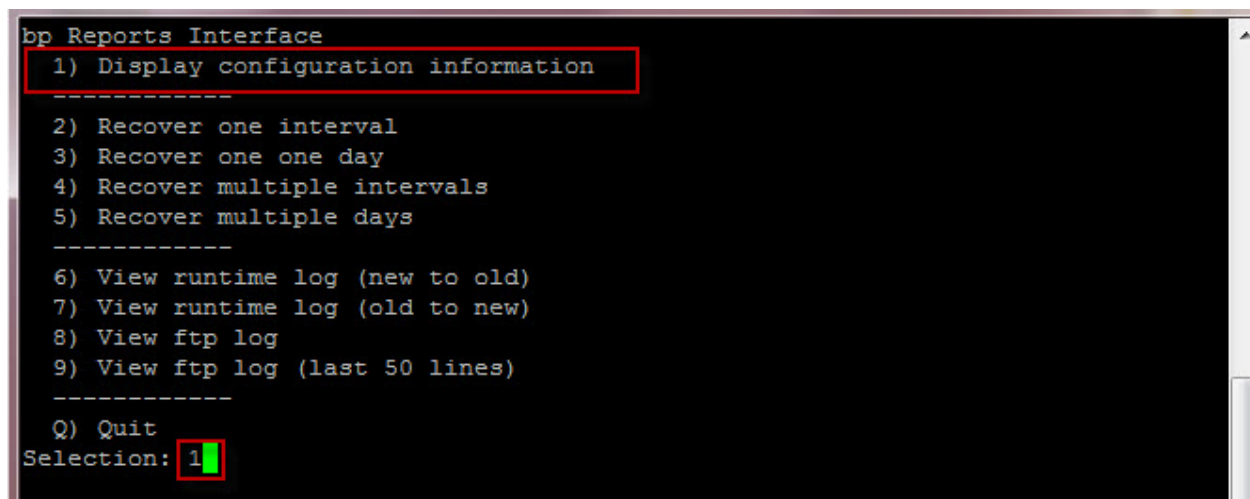 bp Reports Interface
1) Display configuration information
------------
2) Recover one interval
3) Recover one one day
4) Recover multiple intervals
5) Recover multiple days
------------
6) View runtime log (new to old)
7) View runtime log (old to new)
8) View ftp log
9) View ftp log (last 50 lines)
------------
Q) Quit
Selection: 1